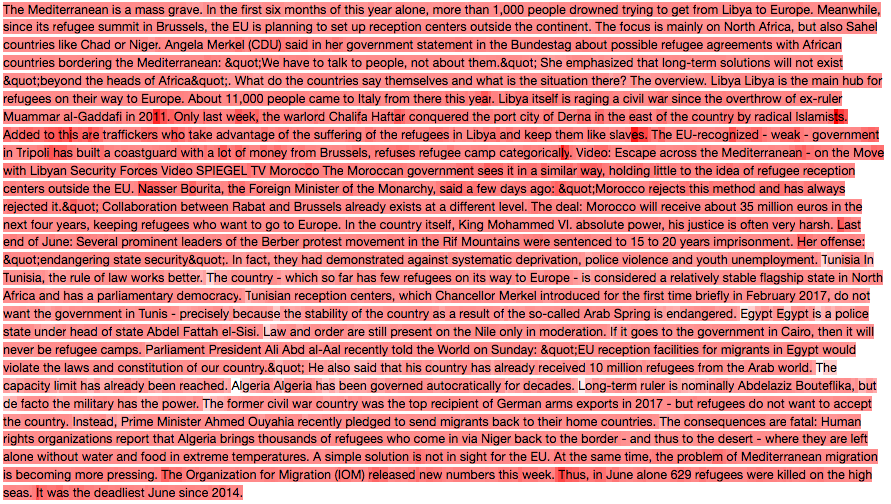 The Mediterranean is a mass grave. In the first six months of this year alone, more than 1,000 people drowned trying to get from Libya to Europe. Meanwhile,
since its refugee summit in Brussels, the EU is planning to set up reception centers outside the continent. The focus is mainly on North Africa, but also Sahel
countries like Chad or Niger. Angela Merkel (CDU) said in her government statement in the Bundestag about possible refugee agreements with African
countries bordering the Mediterranean: &quot;We have to talk to people, not about them.&quot; She emphasized that long-term solutions will not exist
&quot;beyond the heads of Africa&quot;. What do the countries say themselves and what is the situation there? The overview. Libya Libya is the main hub for
refugees on their way to Europe. About 11,000 people came to Italy from there this year. Libya itself is raging a civil war since the overthrow of ex-ruler
Muammar al-Gaddafi in 2011. Only last week, the warlord Chalifa Haftar conquered the port city of Derna in the east of the country by radical Islamists.
Added to this are traffickers who take advantage of the suffering of the refugees in Libya and keep them like slaves. The EU-recognized - weak - government
in Tripoli has built a coastguard with a lot of money from Brussels, refuses refugee camp categorically. Video: Escape across the Mediterranean - on the Move
with Libyan Security Forces Video SPIEGEL TV Morocco The Moroccan government sees it in a similar way, holding little to the idea of refugee reception
centers outside the EU. Nasser Bourita, the Foreign Minister of the Monarchy, said a few days ago: &quot;Morocco rejects this method and has always
rejected it.&quot; Collaboration between Rabat and Brussels already exists at a different level. The deal: Morocco will receive about 35 million euros in the
next four years, keeping refugees who want to go to Europe. In the country itself, King Mohammed VI. absolute power, his justice is often very harsh. Last
end of June: Several prominent leaders of the Berber protest movement in the Rif Mountains were sentenced to 15 to 20 years imprisonment. Her offense:
&quot;endangering state security&quot;. In fact, they had demonstrated against systematic deprivation, police violence and youth unemployment. Tunisia In
Tunisia, the rule of law works better. The country - which so far has few refugees on its way to Europe - is considered a relatively stable flagship state in North
Africa and has a parliamentary democracy. Tunisian reception centers, which Chancellor Merkel introduced for the first time briefly in February 2017, do not
want the government in Tunis - precisely because the stability of the country as a result of the so-called Arab Spring is endangered. Egypt Egypt is a police
state under head of state Abdel Fattah el-Sisi. Law and order are still present on the Nile only in moderation. If it goes to the government in Cairo, then it will
never be refugee camps. Parliament President Ali Abd al-Aal recently told the World on Sunday: &quot;EU reception facilities for migrants in Egypt would
violate the laws and constitution of our country.&quot; He also said that his country has already received 10 million refugees from the Arab world. The
capacity limit has already been reached. Algeria Algeria has been governed autocratically for decades. Long-term ruler is nominally Abdelaziz Bouteflika, but
de facto the military has the power. The former civil war country was the top recipient of German arms exports in 2017 - but refugees do not want to accept
the country. Instead, Prime Minister Ahmed Ouyahia recently pledged to send migrants back to their home countries. The consequences are fatal: Human
rights organizations report that Algeria brings thousands of refugees who come in via Niger back to the border - and thus to the desert - where they are left
alone without water and food in extreme temperatures. A simple solution is not in sight for the EU. At the same time, the problem of Mediterranean migration
is becoming more pressing. The Organization for Migration (IOM) released new numbers this week. Thus, in June alone 629 refugees were killed on the high
seas. It was the deadliest June since 2014.